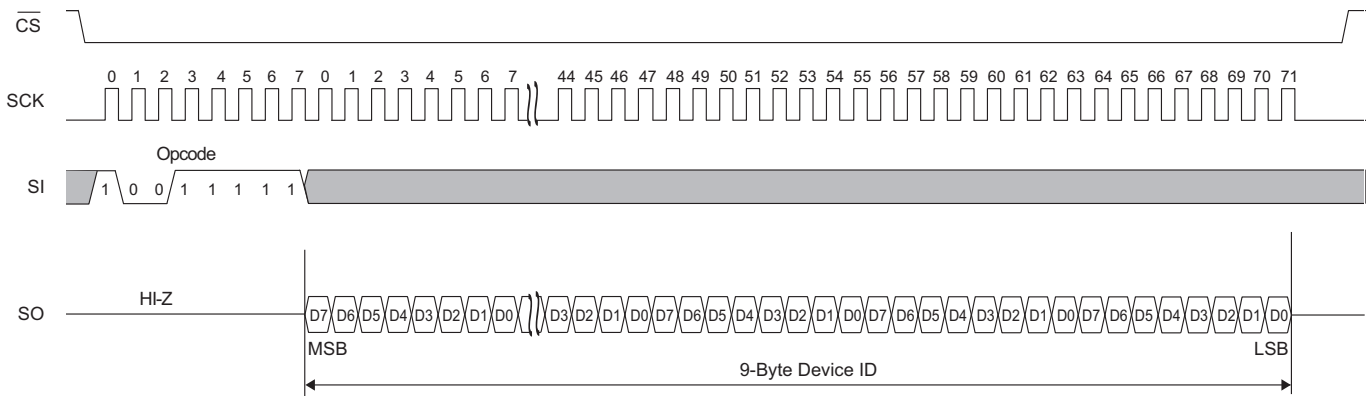 CS
0 1 2 3 4 5 6 7 0 1 2 3 4 5 6 7 44 45 46 47 48 49 50 51 52 53 54 55 56 57 58 59 60 61 62 63 64 65 66 67 68 69 70 71
SCK
Opcode
SI 1 0 0 1 1 1 1 1
HI-Z
SO D7 D6 D5 D4 D3 D2 D1 D0 D3 D2 D1 D0 D7 D6 D5 D4 D3 D2 D1 D0 D7 D6 D5 D4 D3 D2 D1 D0 D7 D6 D5 D4 D3 D2 D1 D0
MSB LSB
9-Byte Device ID